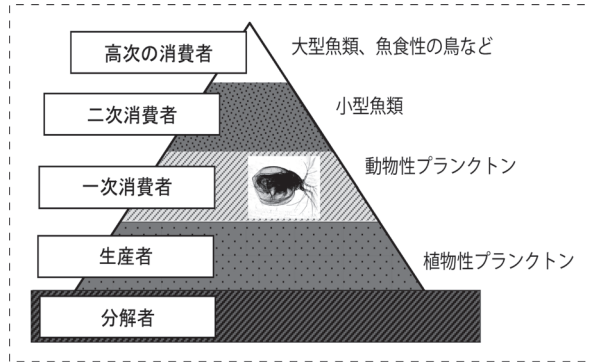 高次の消費者
大型魚類、魚食性の鳥など
二次消費者
小型魚類
一次消費者
動物性プランクトン
生産者
植物性プランクトン
分解者